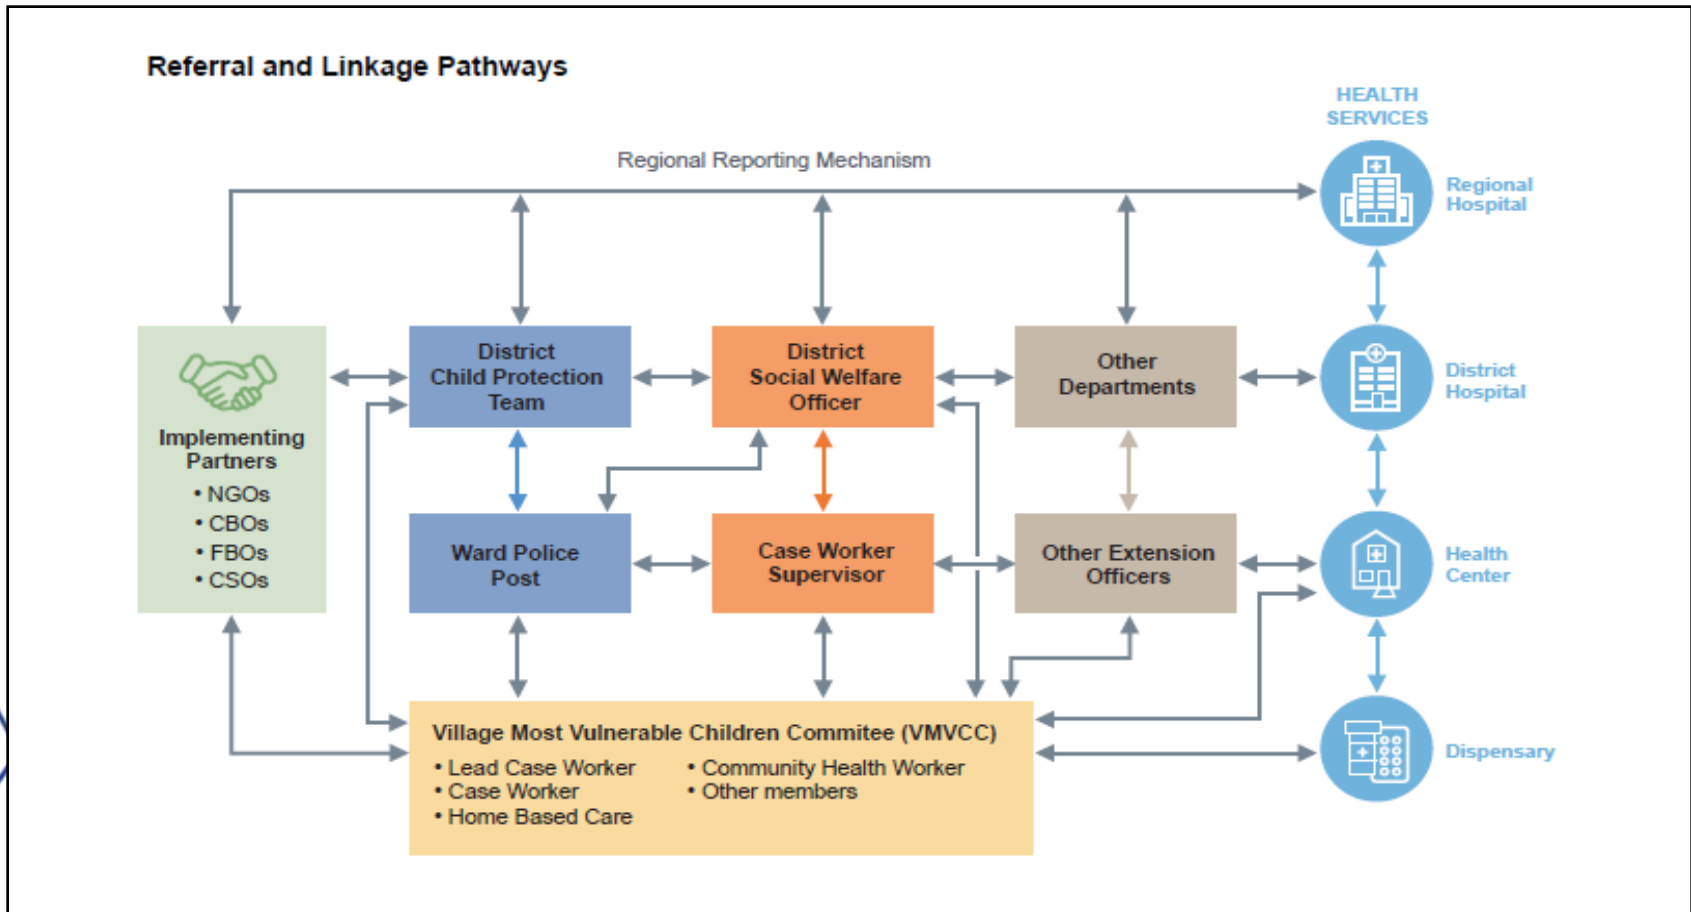 Referral and Linkage Pathways
HEALTH
SERVICES
Regional Reporting Mechanism
Regional
Hospital
Implementing
Partners
• NGOs
• CBOs
• FBOs
• CSOs
District
Child Protection
Team
District
Social Welfare
Officer
Other
Departments
District
Hospital
Ward Police
Post
Case Worker
Supervisor
Other Extension
Officers
Health
Center
Village Most Vulnerable Children Commitee (VMVCC)
• Lead Case Worker
• Case Worker
• Home Based Care
• Community Health Worker
• Other members
Dispensary